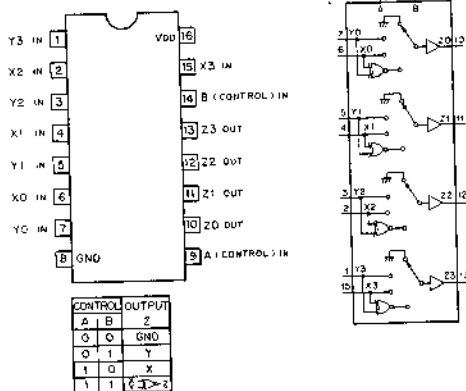 Y3 IN 1
X2 IN 2
Y2 IN 3
X1 IN 4
Y1 IN 5
X0 IN 6
Y0 IN 7
8 GND
VDD 16
15 X3 IN
14 B (CONTROL) IN
13 Z3 OUT
12 Z2 OUT
11 Z1 OUT
10 Z0 OUT
9 A (CONTROL) IN
CONTROL OUTPUT
A B Z
0 0 GND
0 1 Y
1 0 X
1 1
A B
7 Y0
6 X0
Z0 10
5 Y1
4 X1
Z1 11
3 Y2
2 X2
Z2 12
1 Y3
15 X3
Z3 13